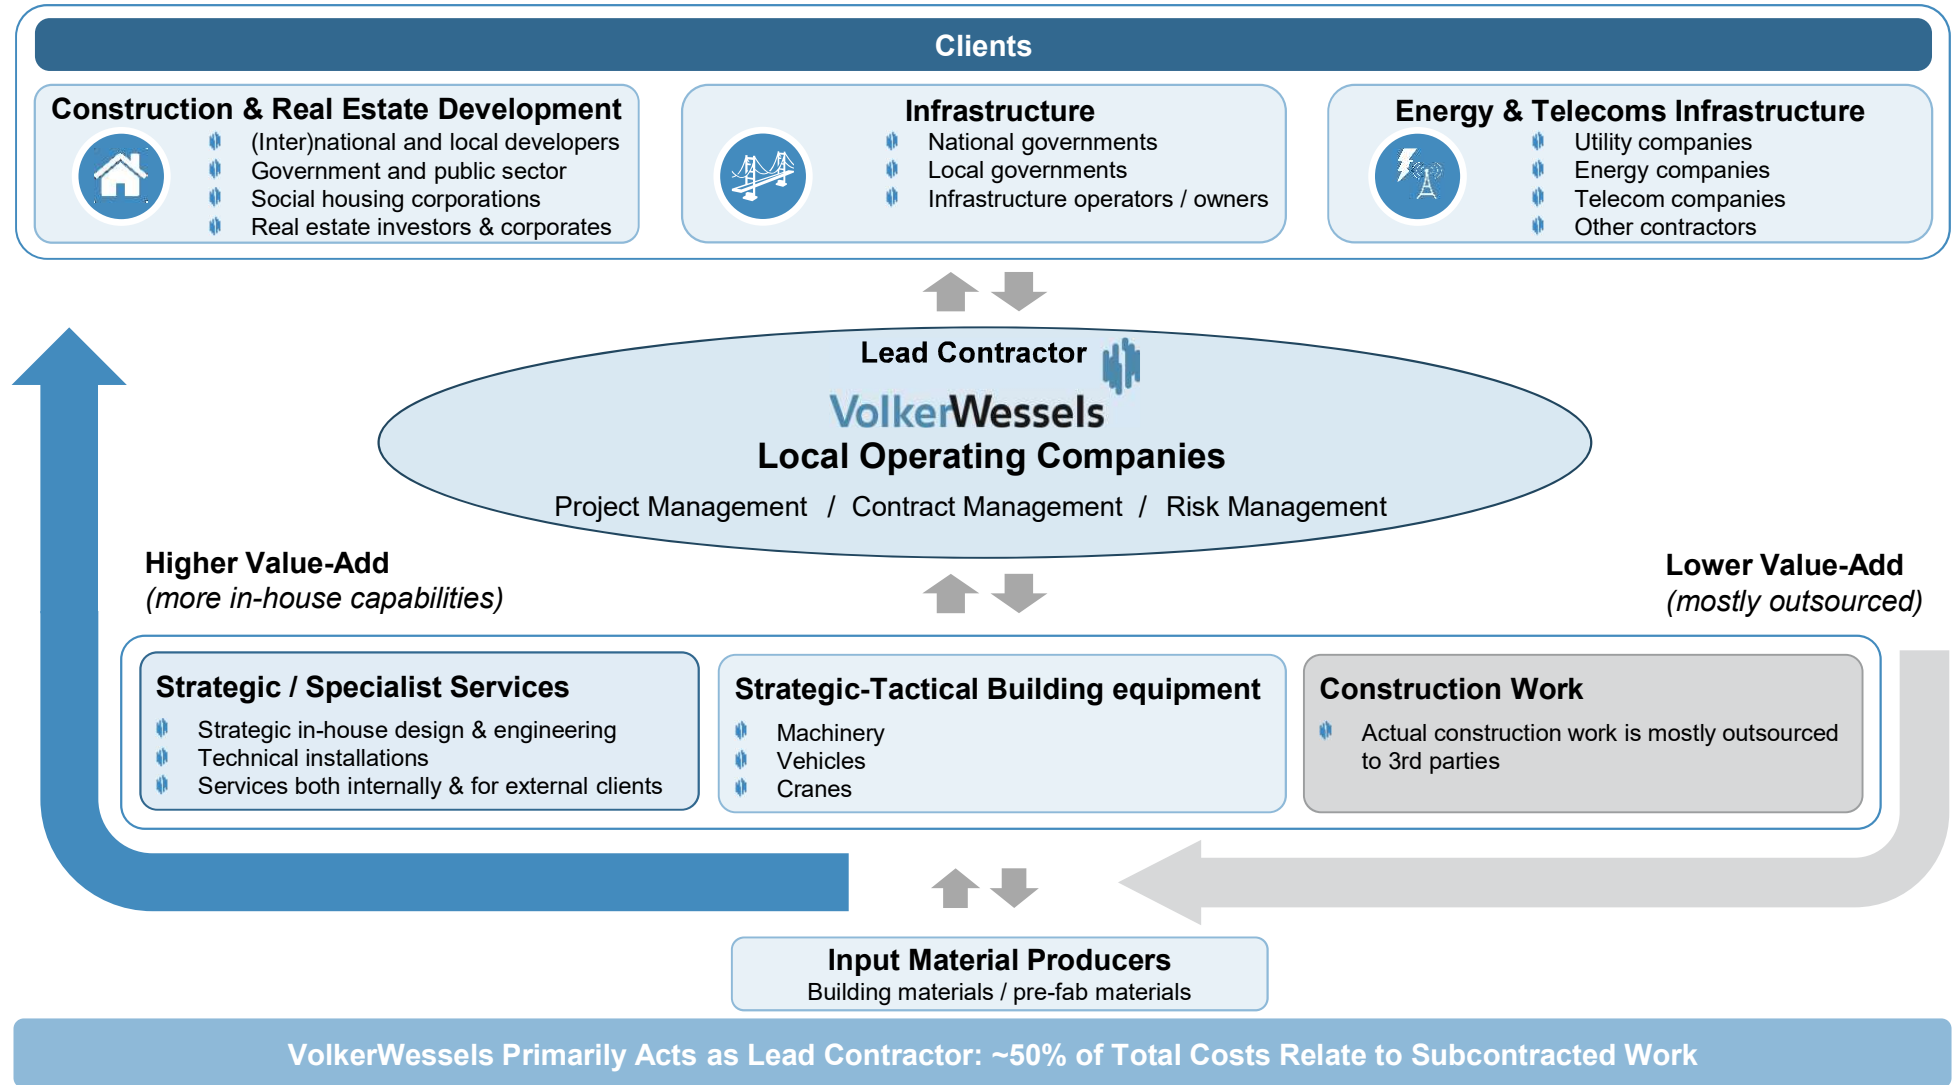 Clients
Construction & Real Estate Development
(Inter)national and local developers
Government and public sector
Social housing corporations
Real estate investors & corporates
Infrastructure
National governments
Local governments
Infrastructure operators / owners
Energy & Telecoms Infrastructure
Utility companies
Energy companies
Telecom companies
Other contractors
Lead Contractor
VolkerWessels
Local Operating Companies
Project Management / Contract Management / Risk Management
Higher Value-Add
(more in-house capabilities)
Lower Value-Add
(mostly outsourced)
Strategic / Specialist Services
Strategic in-house design & engineering
Technical installations
Services both internally & for external clients
Strategic-Tactical Building equipment
Machinery
Vehicles
Cranes
Construction Work
Actual construction work is mostly outsourced
to 3rd parties
Input Material Producers
Building materials / pre-fab materials
VolkerWessels Primarily Acts as Lead Contractor: ~50% of Total Costs Relate to Subcontracted Work